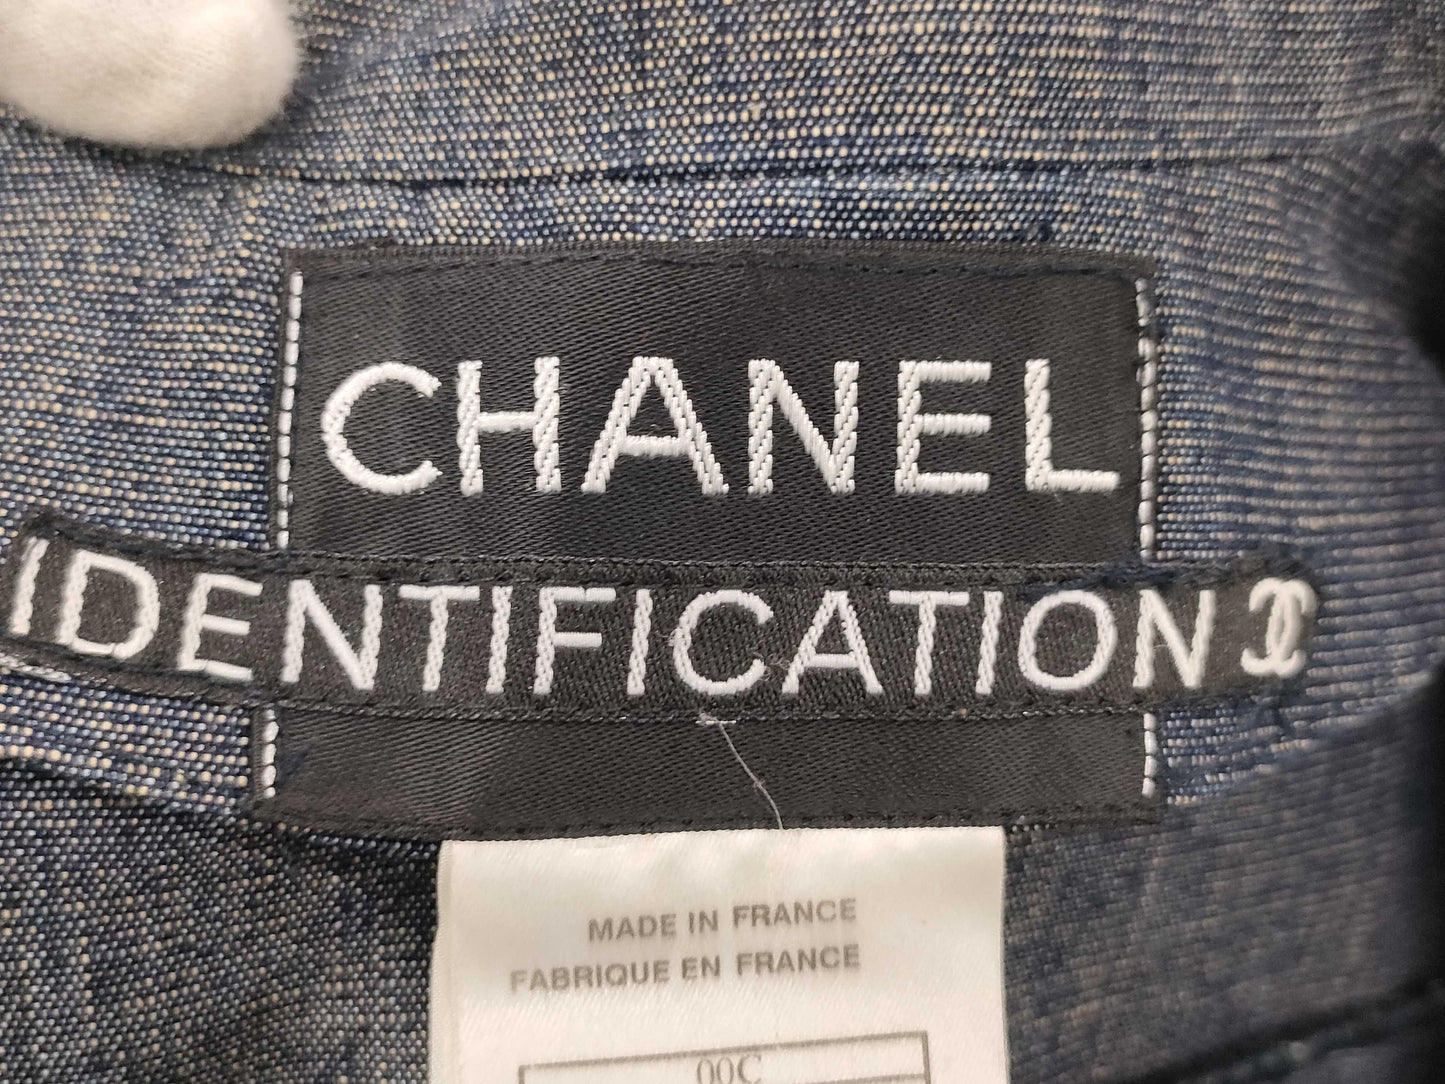 CHANEL
IDENTIFICATION
MADE IN FRANCE
FABRIQUE EN FRANCE
00C